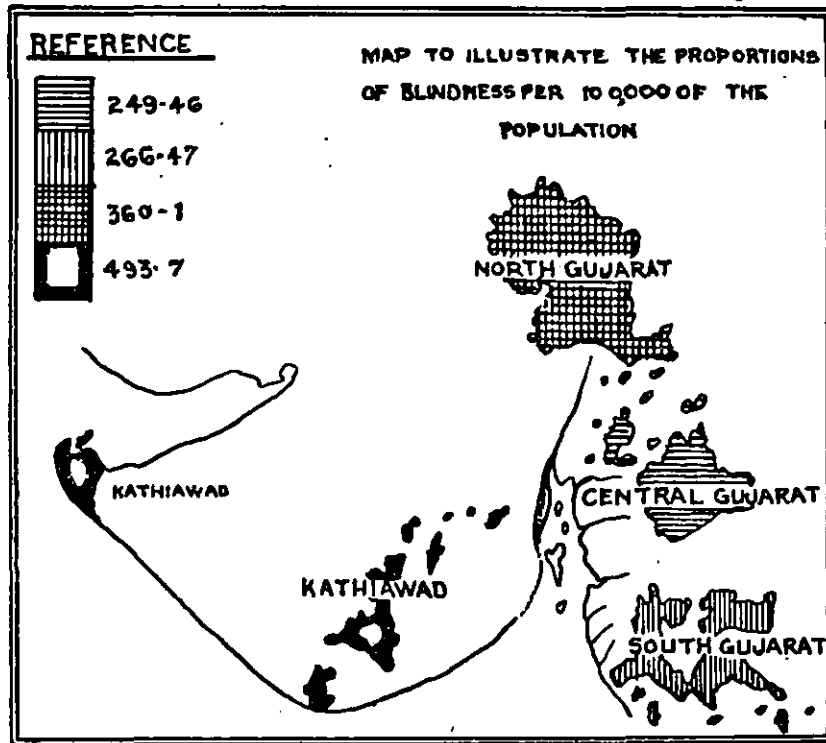 REFERENCE
249-46
266-47
360-1
493·7
MAP TO ILLUSTRATE THE PROPORTIONS
OF BLINDNESS PER 100,000 OF THE
POPULATION
NORTH GUJARAT
KATHIAWAD
CENTRAL GUJARAT
KATHIAWAD
SOUTH GUJARAT